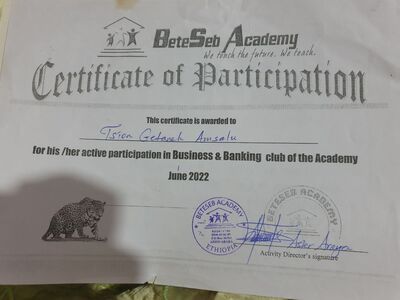 BETESEB ACADEMY
We teach the future. We teach.
Certificate of Participation
This certificate is awarded to
Tsion Getaneh Amsalu
for his /her active participation in Business & Banking club of the Academy
June 2022
BETESEB ACADEMY
ETHIOPIA
BETESEB ACADEMY
Aster Araya
Activity Director's signature